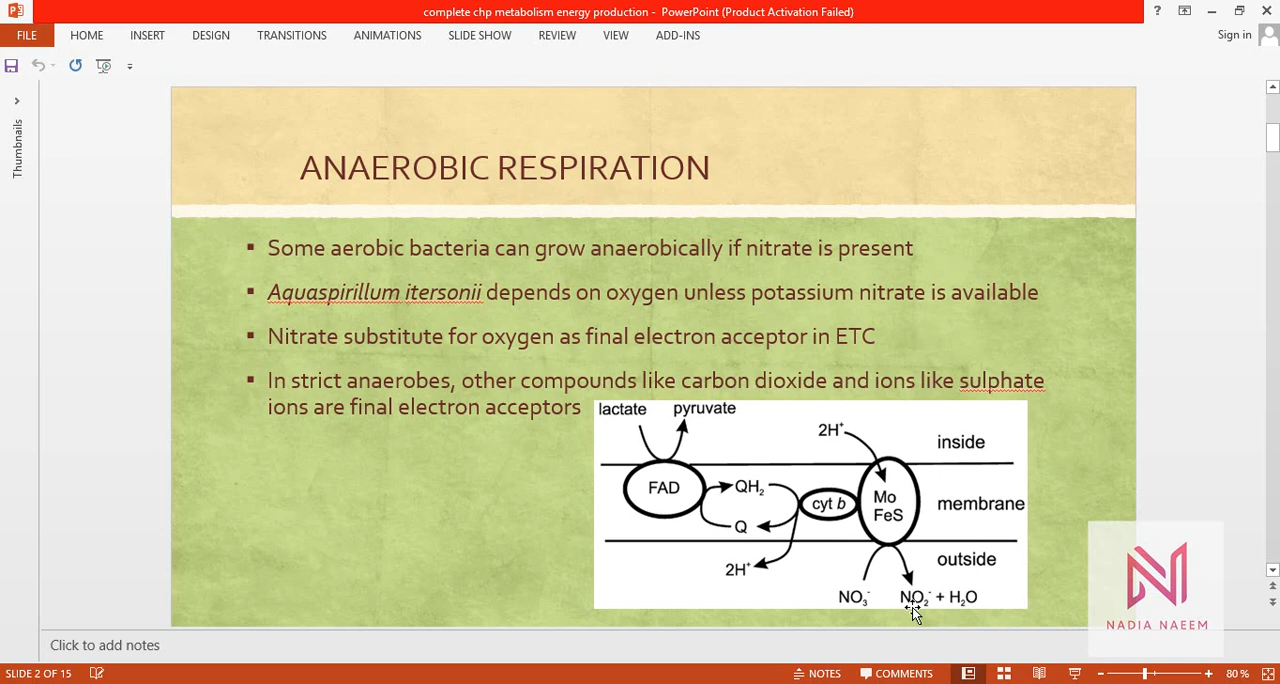 complete chp metabolism energy production - PowerPoint (Product Activation Failed)
FILE HOME INSERT DESIGN TRANSITIONS ANIMATIONS SLIDE SHOW REVIEW VIEW ADD-INS
Sign in
Thumbnails
ANAEROBIC RESPIRATION
▪ Some aerobic bacteria can grow anaerobically if nitrate is present
▪ Aquaspirillum itersonii depends on oxygen unless potassium nitrate is available
▪ Nitrate substitute for oxygen as final electron acceptor in ETC
▪ In strict anaerobes, other compounds like carbon dioxide and ions like sulphate
ions are final electron acceptors
lactate pyruvate
2H⁺
inside
FAD
QH₂
Q
cyt b
Mo
FeS
membrane
outside
2H⁺
NO₃⁻ NO₂⁻ + H₂O
NADIA NAEEM
Click to add notes
SLIDE 2 OF 15 NOTES COMMENTS 80 %